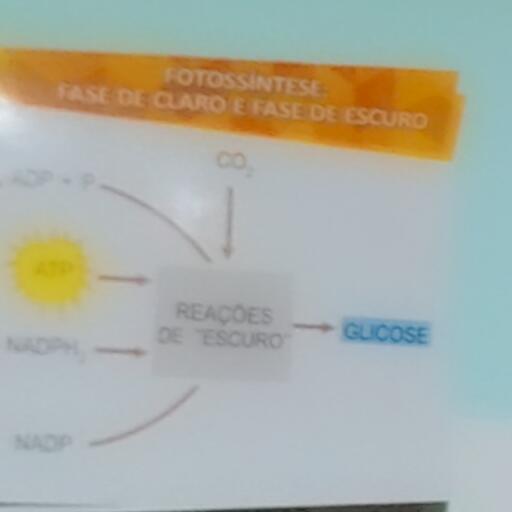 FOTOSSÍNTESE:
FASE DE CLARO E FASE DE ESCURO
CO₂
ADP + P
ATP
REAÇÕES
DE "ESCURO"
GLICOSE
NADPH₂
NADP